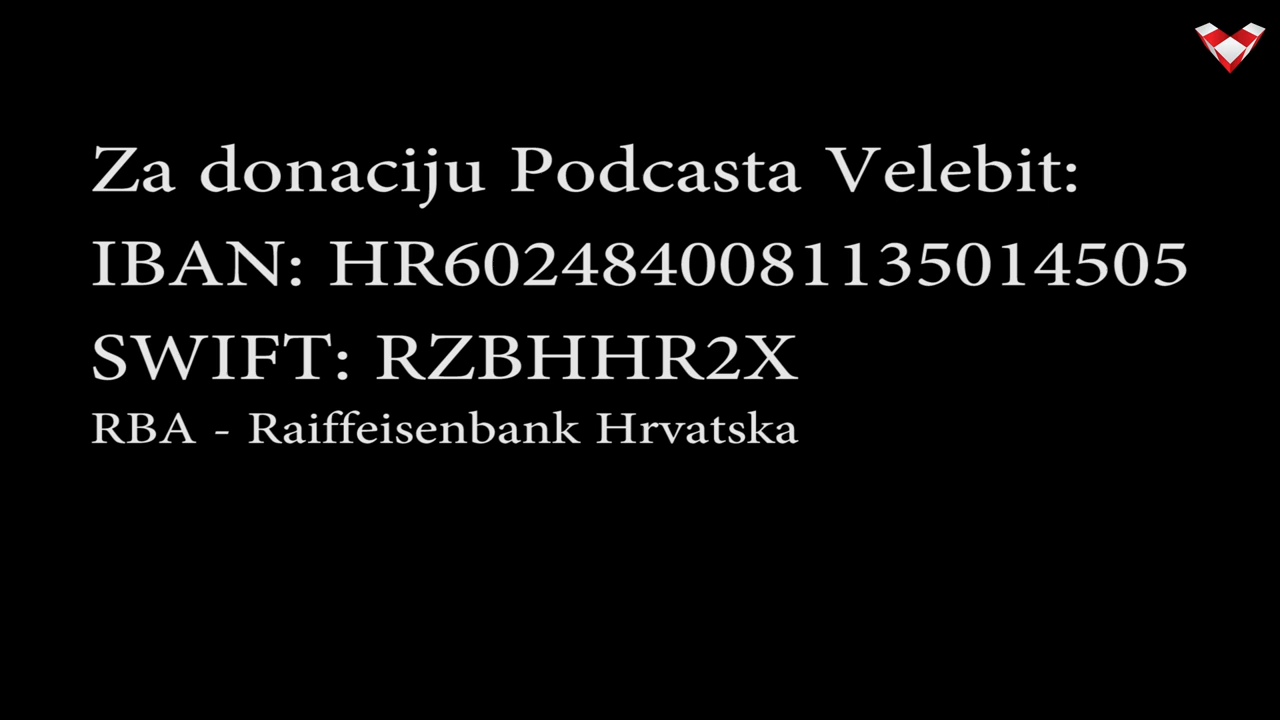 Za donaciju Podcasta Velebit:
IBAN: HR6024840081135014505
SWIFT: RZBHHR2X
RBA - Raiffeisenbank Hrvatska